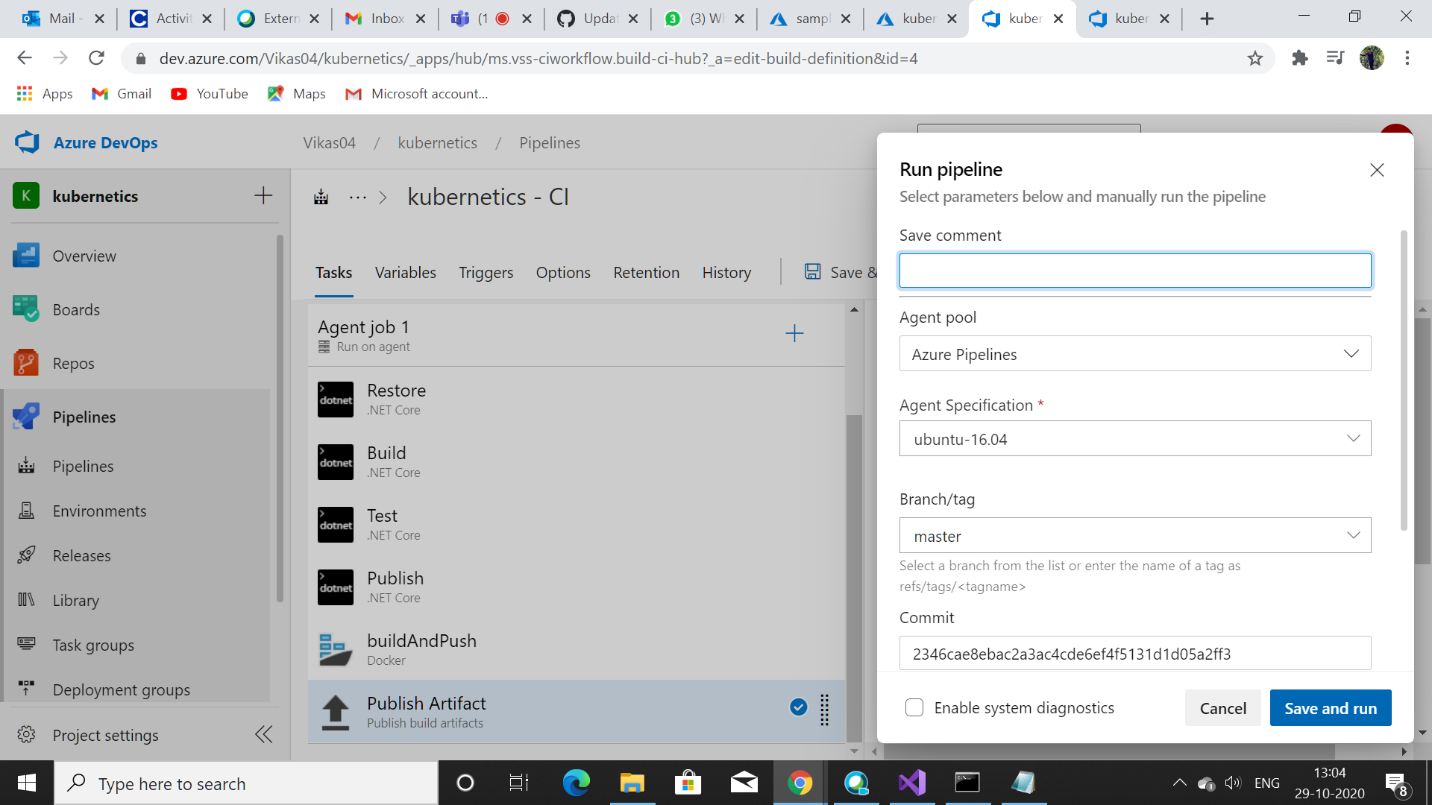 Mail -
Activit
Extern
Inbox
(1
Updat
(3) W
sampl
kuber
kuber
kuber
dev.azure.com/Vikas04/kubernetics/_apps/hub/ms.vss-ciworkflow.build-ci-hub?_a=edit-build-definition&id=4
Apps
Gmail
YouTube
Maps
Microsoft account...
Azure DevOps
Vikas04 / kubernetics / Pipelines
K
kubernetics
Overview
Boards
Repos
Pipelines
Pipelines
Environments
Releases
Library
Task groups
Deployment groups
Project settings
... > kubernetics - CI
Tasks
Variables
Triggers
Options
Retention
History
Save &
Agent job 1
Run on agent
dotnet
Restore
.NET Core
dotnet
Build
.NET Core
dotnet
Test
.NET Core
dotnet
Publish
.NET Core
buildAndPush
Docker
Publish Artifact
Publish build artifacts
Run pipeline
Select parameters below and manually run the pipeline
Save comment
Agent pool
Azure Pipelines
Agent Specification *
ubuntu-16.04
Branch/tag
master
Select a branch from the list or enter the name of a tag as
refs/tags/<tagname>
Commit
2346cae8ebac2a3ac4cde6ef4f5131d1d05a2ff3
Enable system diagnostics
Cancel
Save and run
Type here to search
ENG
13:04
29-10-2020
8